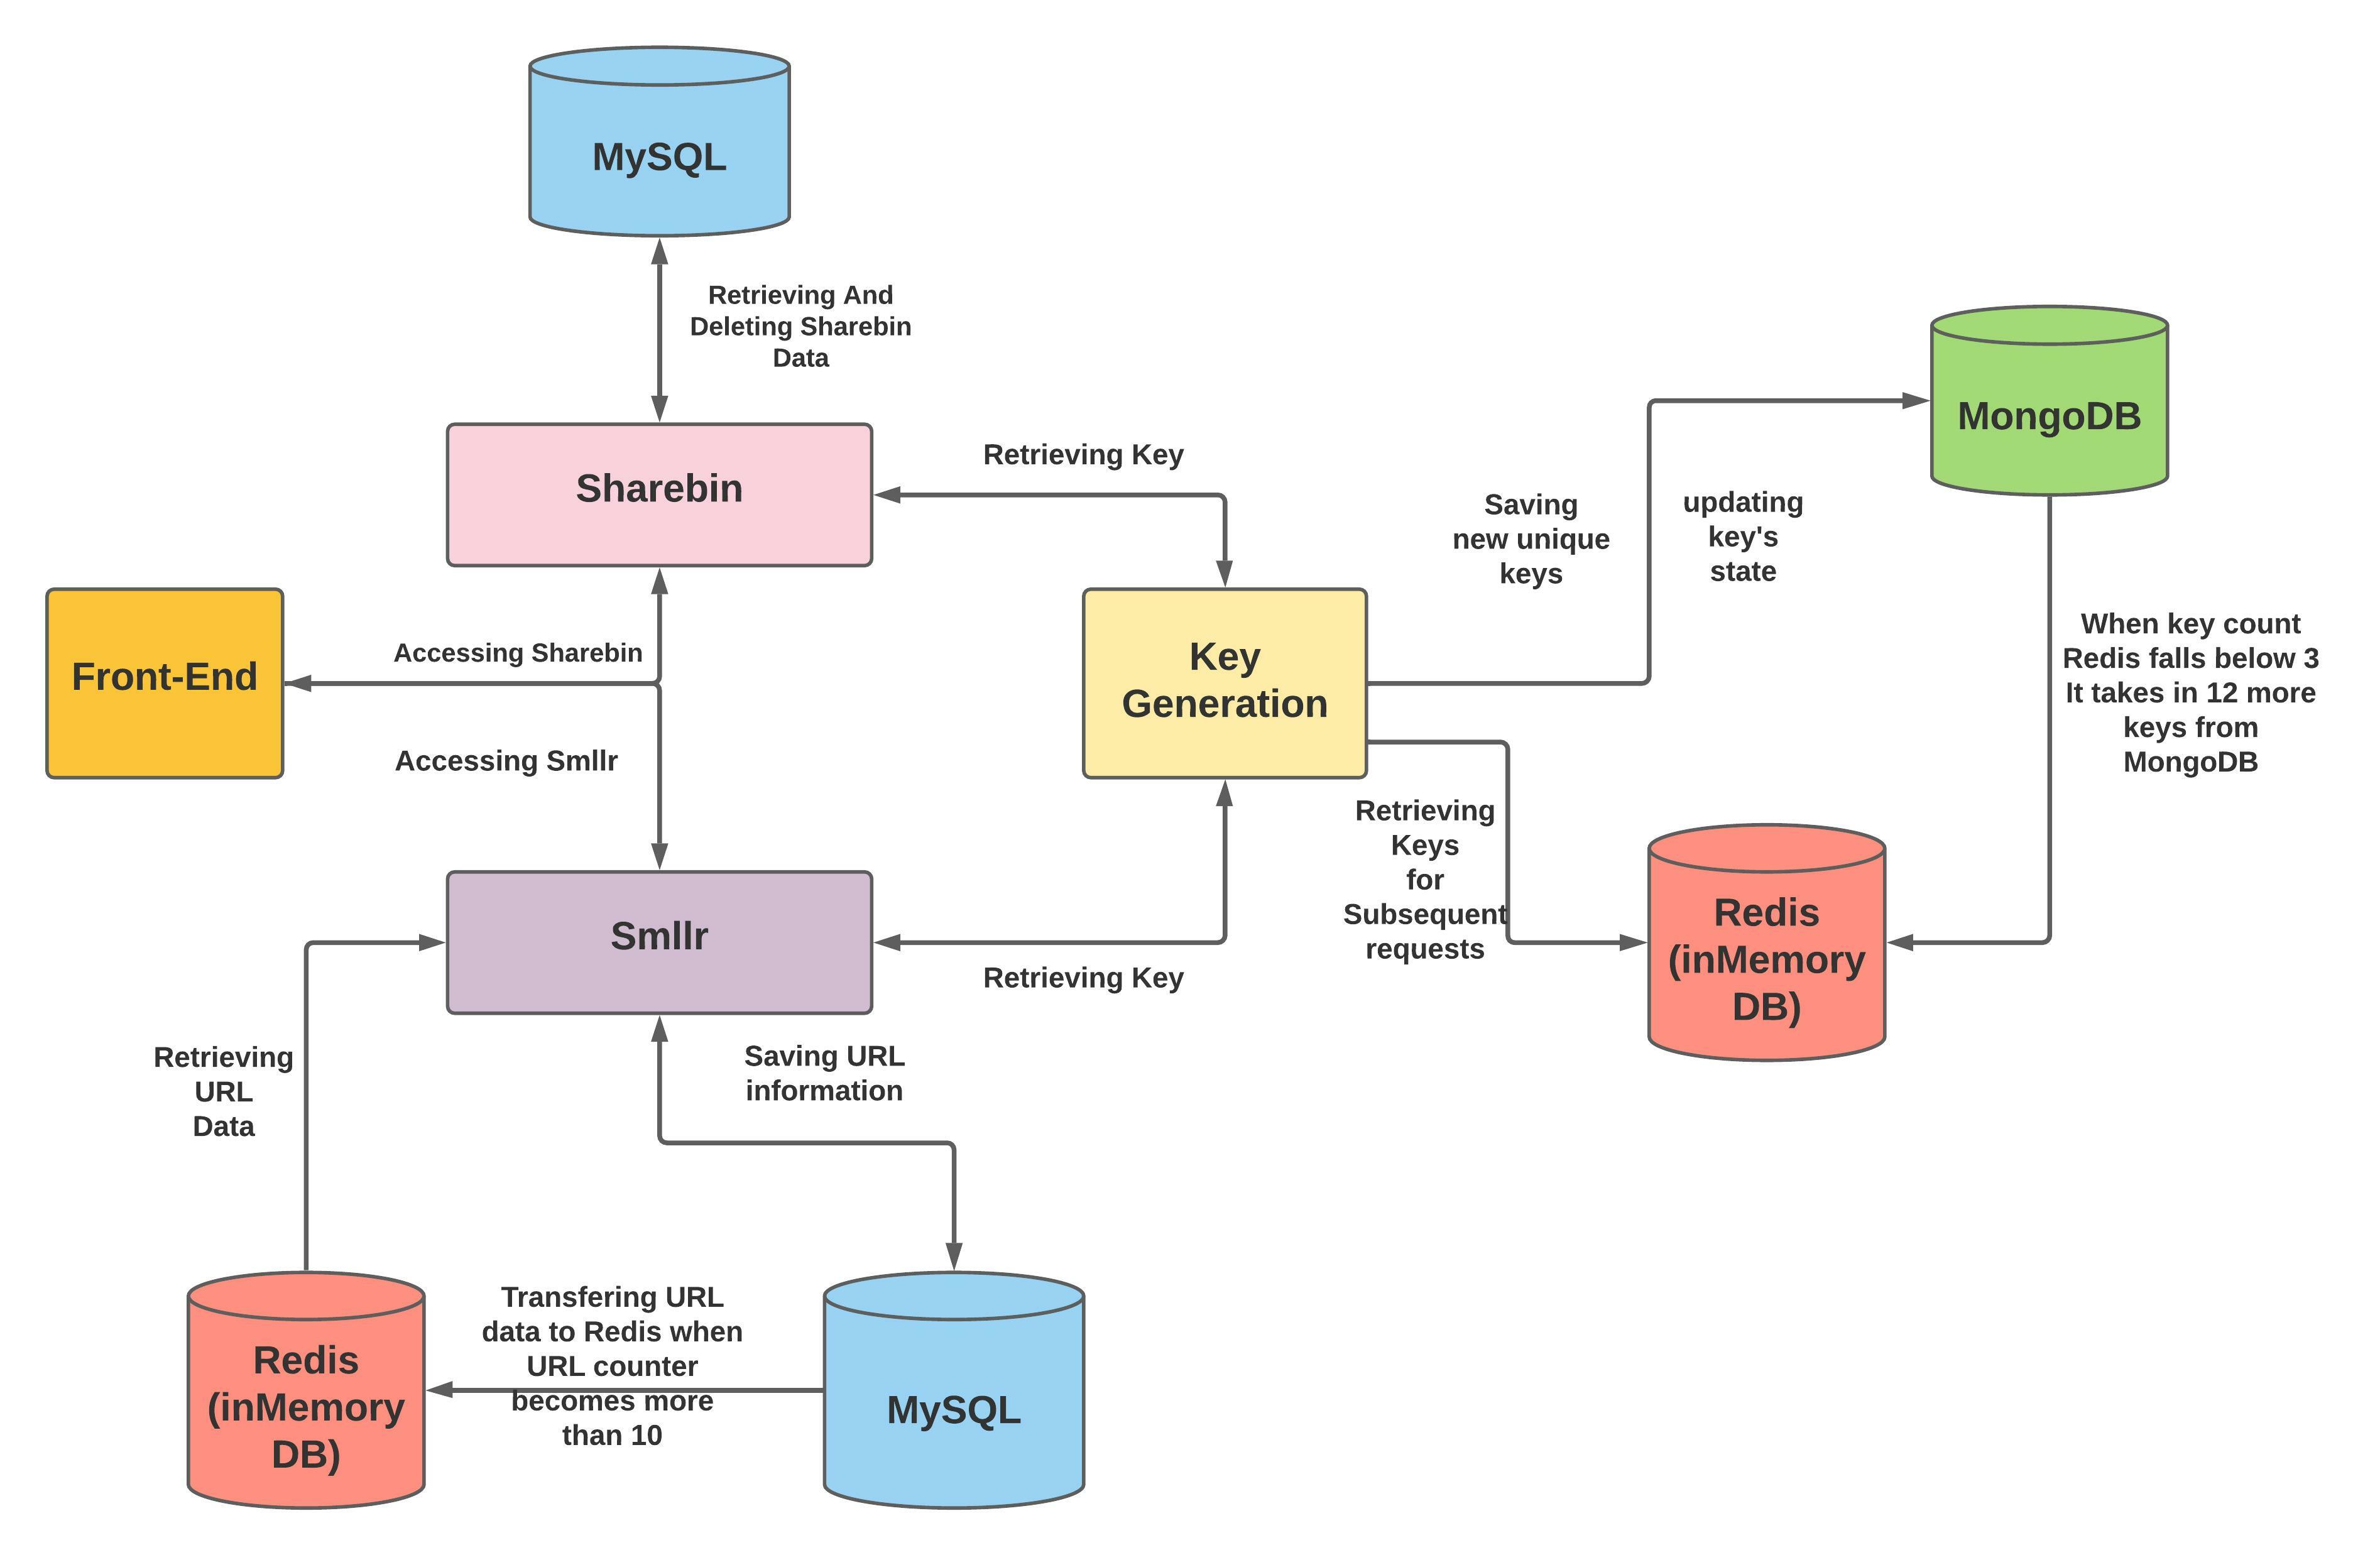 MySQL
Retrieving And
Deleting Sharebin
Data
Sharebin
Retrieving Key
Saving
new unique
keys
updating
key's
state
MongoDB
Front-End
Accessing Sharebin
Accessing Smllr
Key
Generation
When key count
Redis falls below 3
It takes in 12 more
keys from
MongoDB
Retrieving
Keys
for
Subsequent
requests
Redis
(inMemory
DB)
Smllr
Retrieving Key
Retrieving
URL
Data
Saving URL
information
Redis
(inMemory
DB)
Transfering URL
data to Redis when
URL counter
becomes more
than 10
MySQL